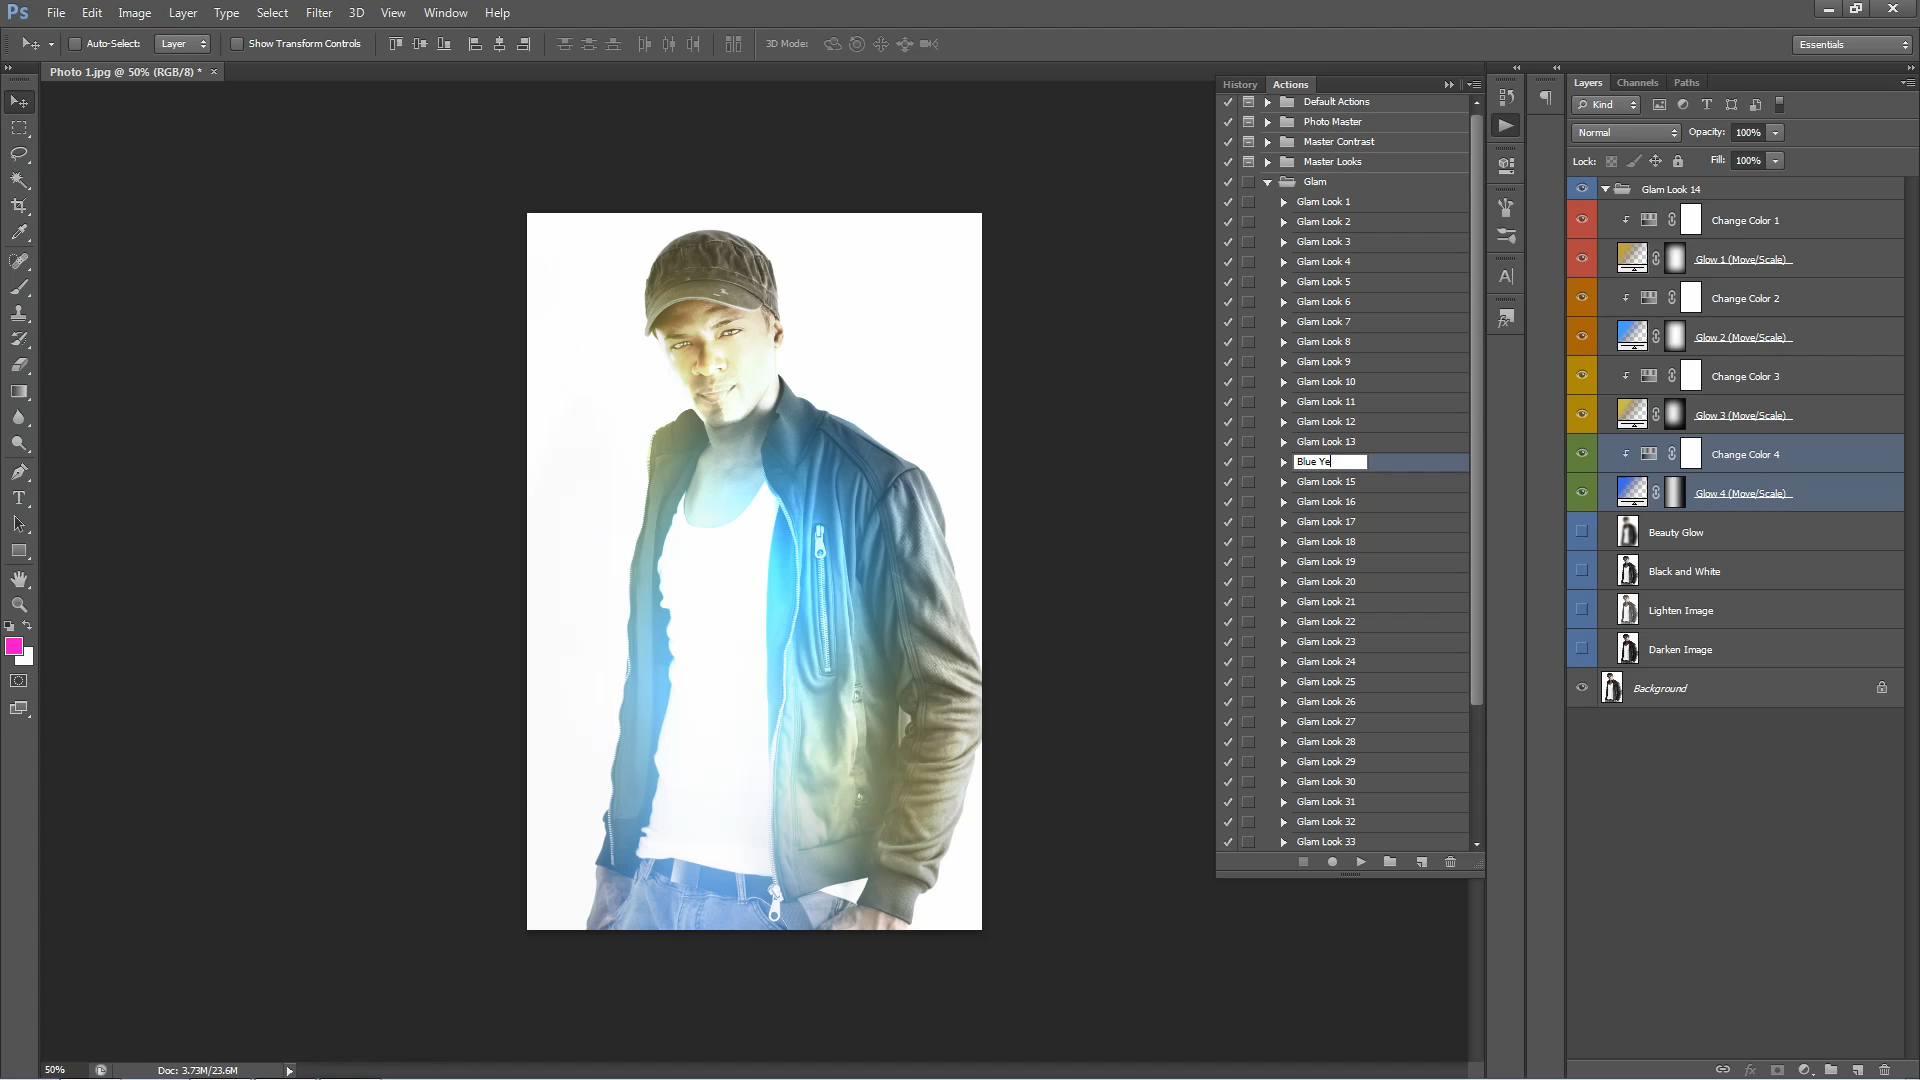 Ps File Edit Image Layer Type Select Filter 3D View Window Help
Auto-Select: Layer Show Transform Controls 3D Mode: Essentials
Photo 1.jpg @ 50% (RGB/8) * ×
History Actions
Default Actions
Photo Master
Master Contrast
Master Looks
Glam
Glam Look 1
Glam Look 2
Glam Look 3
Glam Look 4
Glam Look 5
Glam Look 6
Glam Look 7
Glam Look 8
Glam Look 9
Glam Look 10
Glam Look 11
Glam Look 12
Glam Look 13
Blue Ye
Glam Look 15
Glam Look 16
Glam Look 17
Glam Look 18
Glam Look 19
Glam Look 20
Glam Look 21
Glam Look 22
Glam Look 23
Glam Look 24
Glam Look 25
Glam Look 26
Glam Look 27
Glam Look 28
Glam Look 29
Glam Look 30
Glam Look 31
Glam Look 32
Glam Look 33
Layers Channels Paths
Kind
Normal Opacity: 100%
Lock: Fill: 100%
Glam Look 14
Change Color 1
Glow 1 (Move/Scale)
Change Color 2
Glow 2 (Move/Scale)
Change Color 3
Glow 3 (Move/Scale)
Change Color 4
Glow 4 (Move/Scale)
Beauty Glow
Black and White
Lighten Image
Darken Image
Background
50% Doc: 3.73M/23.6M